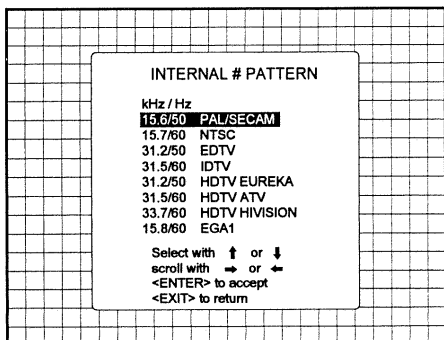 INTERNAL # PATTERN
kHz / Hz
15.6/50 PAL/SECAM
15.7/60 NTSC
31.2/50 EDTV
31.5/60 IDTV
31.2/50 HDTV EUREKA
31.5/60 HDTV ATV
33.7/60 HDTV HIVISION
15.8/60 EGA1
Select with ↑ or ↓
scroll with → or ←
<ENTER> to accept
<EXIT> to return